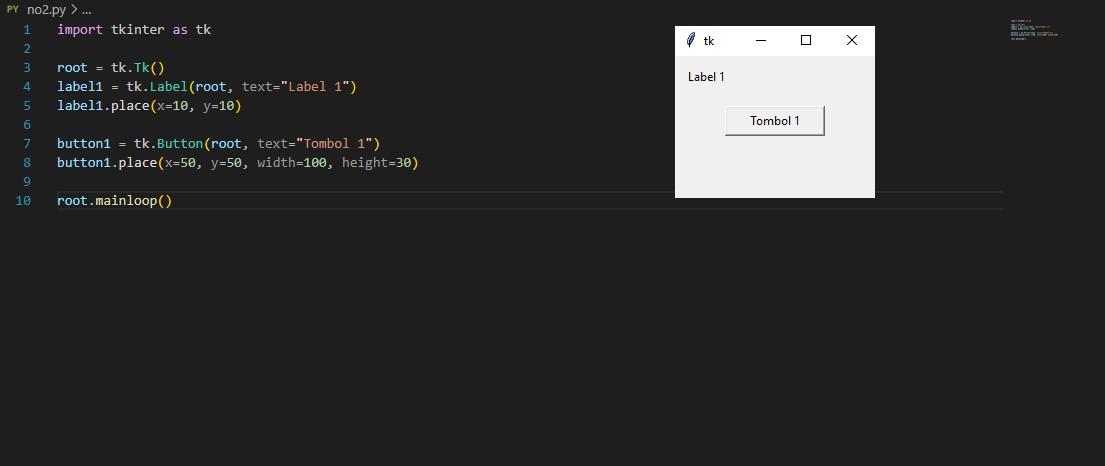 PY no2.py > ...
1 import tkinter as tk
2
3 root = tk.Tk()
4 label1 = tk.Label(root, text="Label 1")
5 label1.place(x=10, y=10)
6
7 button1 = tk.Button(root, text="Tombol 1")
8 button1.place(x=50, y=50, width=100, height=30)
9
10 root.mainloop()
tk
Label 1
Tombol 1